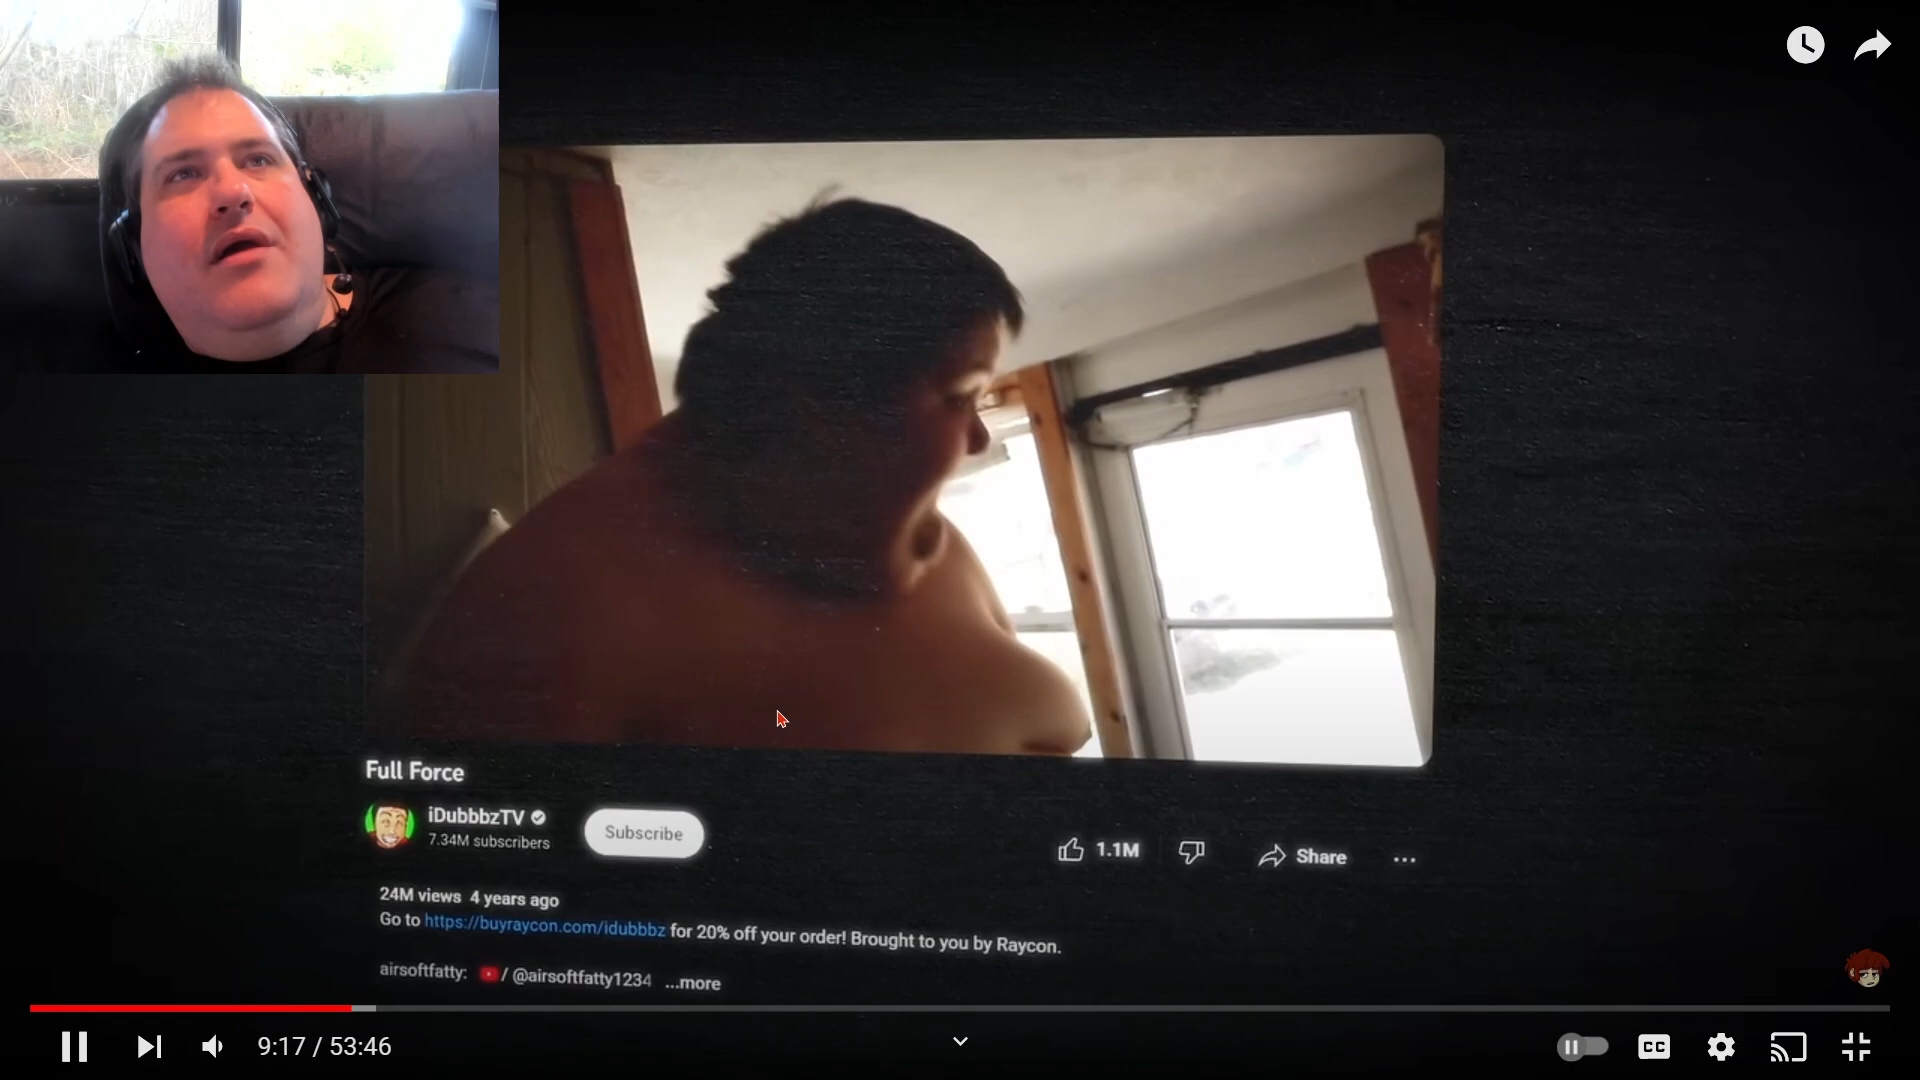 Full Force
iDubbbzTV
7.34M subscribers
Subscribe
1.1M
Share
24M views 4 years ago
Go to https://buyraycon.com/idubbbz for 20% off your order! Brought to you by Raycon.
airsoftfatty: / @airsoftfatty1234 ...more
9:17 / 53:46
CC